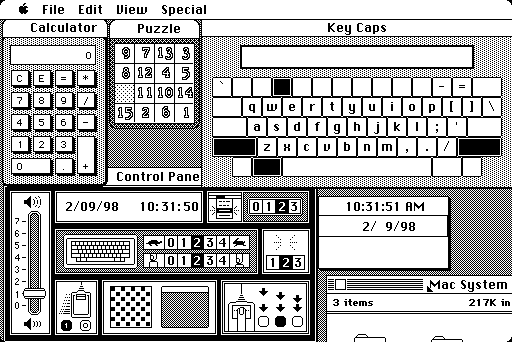 File Edit View Special
Calculator
Puzzle
Key Caps
0
C E = *
7 8 9 /
4 5 6 -
1 2 3
0 . +
9 7 13 3
8 12 4 5
11 10 14
15 2 6 1
` - =
q w e r t y u i o p [ ] \
a s d f g h j k l ; '
z x c v b n m , . /
Control Pane
7
6
5
4
3
2
1
0
2/09/98 10:31:50
0 1 2 3
0 1 2 3 4
0 1 2 3 4
1 2 3
1 0
10:31:51 AM
2/ 9/98
Mac System
3 items 217K in